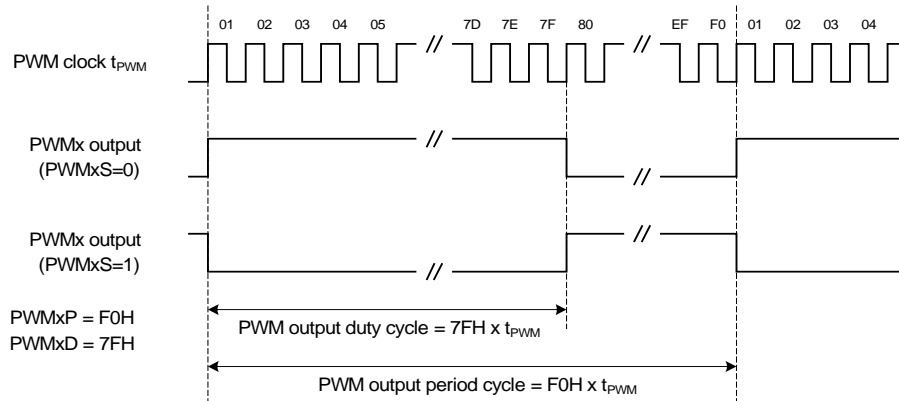 01 02 03 04 05 7D 7E 7F 80 EF F0 01 02 03 04
PWM clock tPWM
//
//
PWMx output
(PWMxS=0)
//
//
PWMx output
(PWMxS=1)
//
//
PWMxP = F0H
PWMxD = 7FH
PWM output duty cycle = 7FH x tPWM
PWM output period cycle = F0H x tPWM